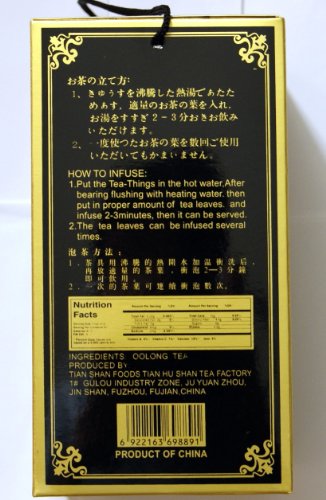 お茶の立て方:
1、きゅうすを沸騰した熱湯であたた
ためあす。適量のお茶の葉を入れ、
お湯をすすぎ2-3分おきお飲み
いただけます。
2、一度使つたお茶の葉を数回ご使用
いただいてもかまいません。
HOW TO INFUSE:
1.Put the Tea-Things in the hot water,After
bearing flushing with heating water, then
put in proper amount of tea leaves. and
infuse 2-3minutes, then it can be served.
2.The tea leaves can be infused several
times.
泡茶方法:
1、茶具用沸騰的熱開水加温衝洗后,
再放適量的茶葉,衝泡2-3分鐘
即可飲用。
2、一次的茶葉可連續衝泡數次。
Nutrition
Facts
INGREDIENTS OOLONG TEA
PRODUCED BY
TIAN SHAN FOODS TIAN HU SHAN TEA FACTORY
1# GULOU INDUSTRY ZONE, JU YUAN ZHOU,
JIN SHAN, FUZHOU, FUJIAN,CHINA
6 922163 698891
PRODUCT OF CHINA